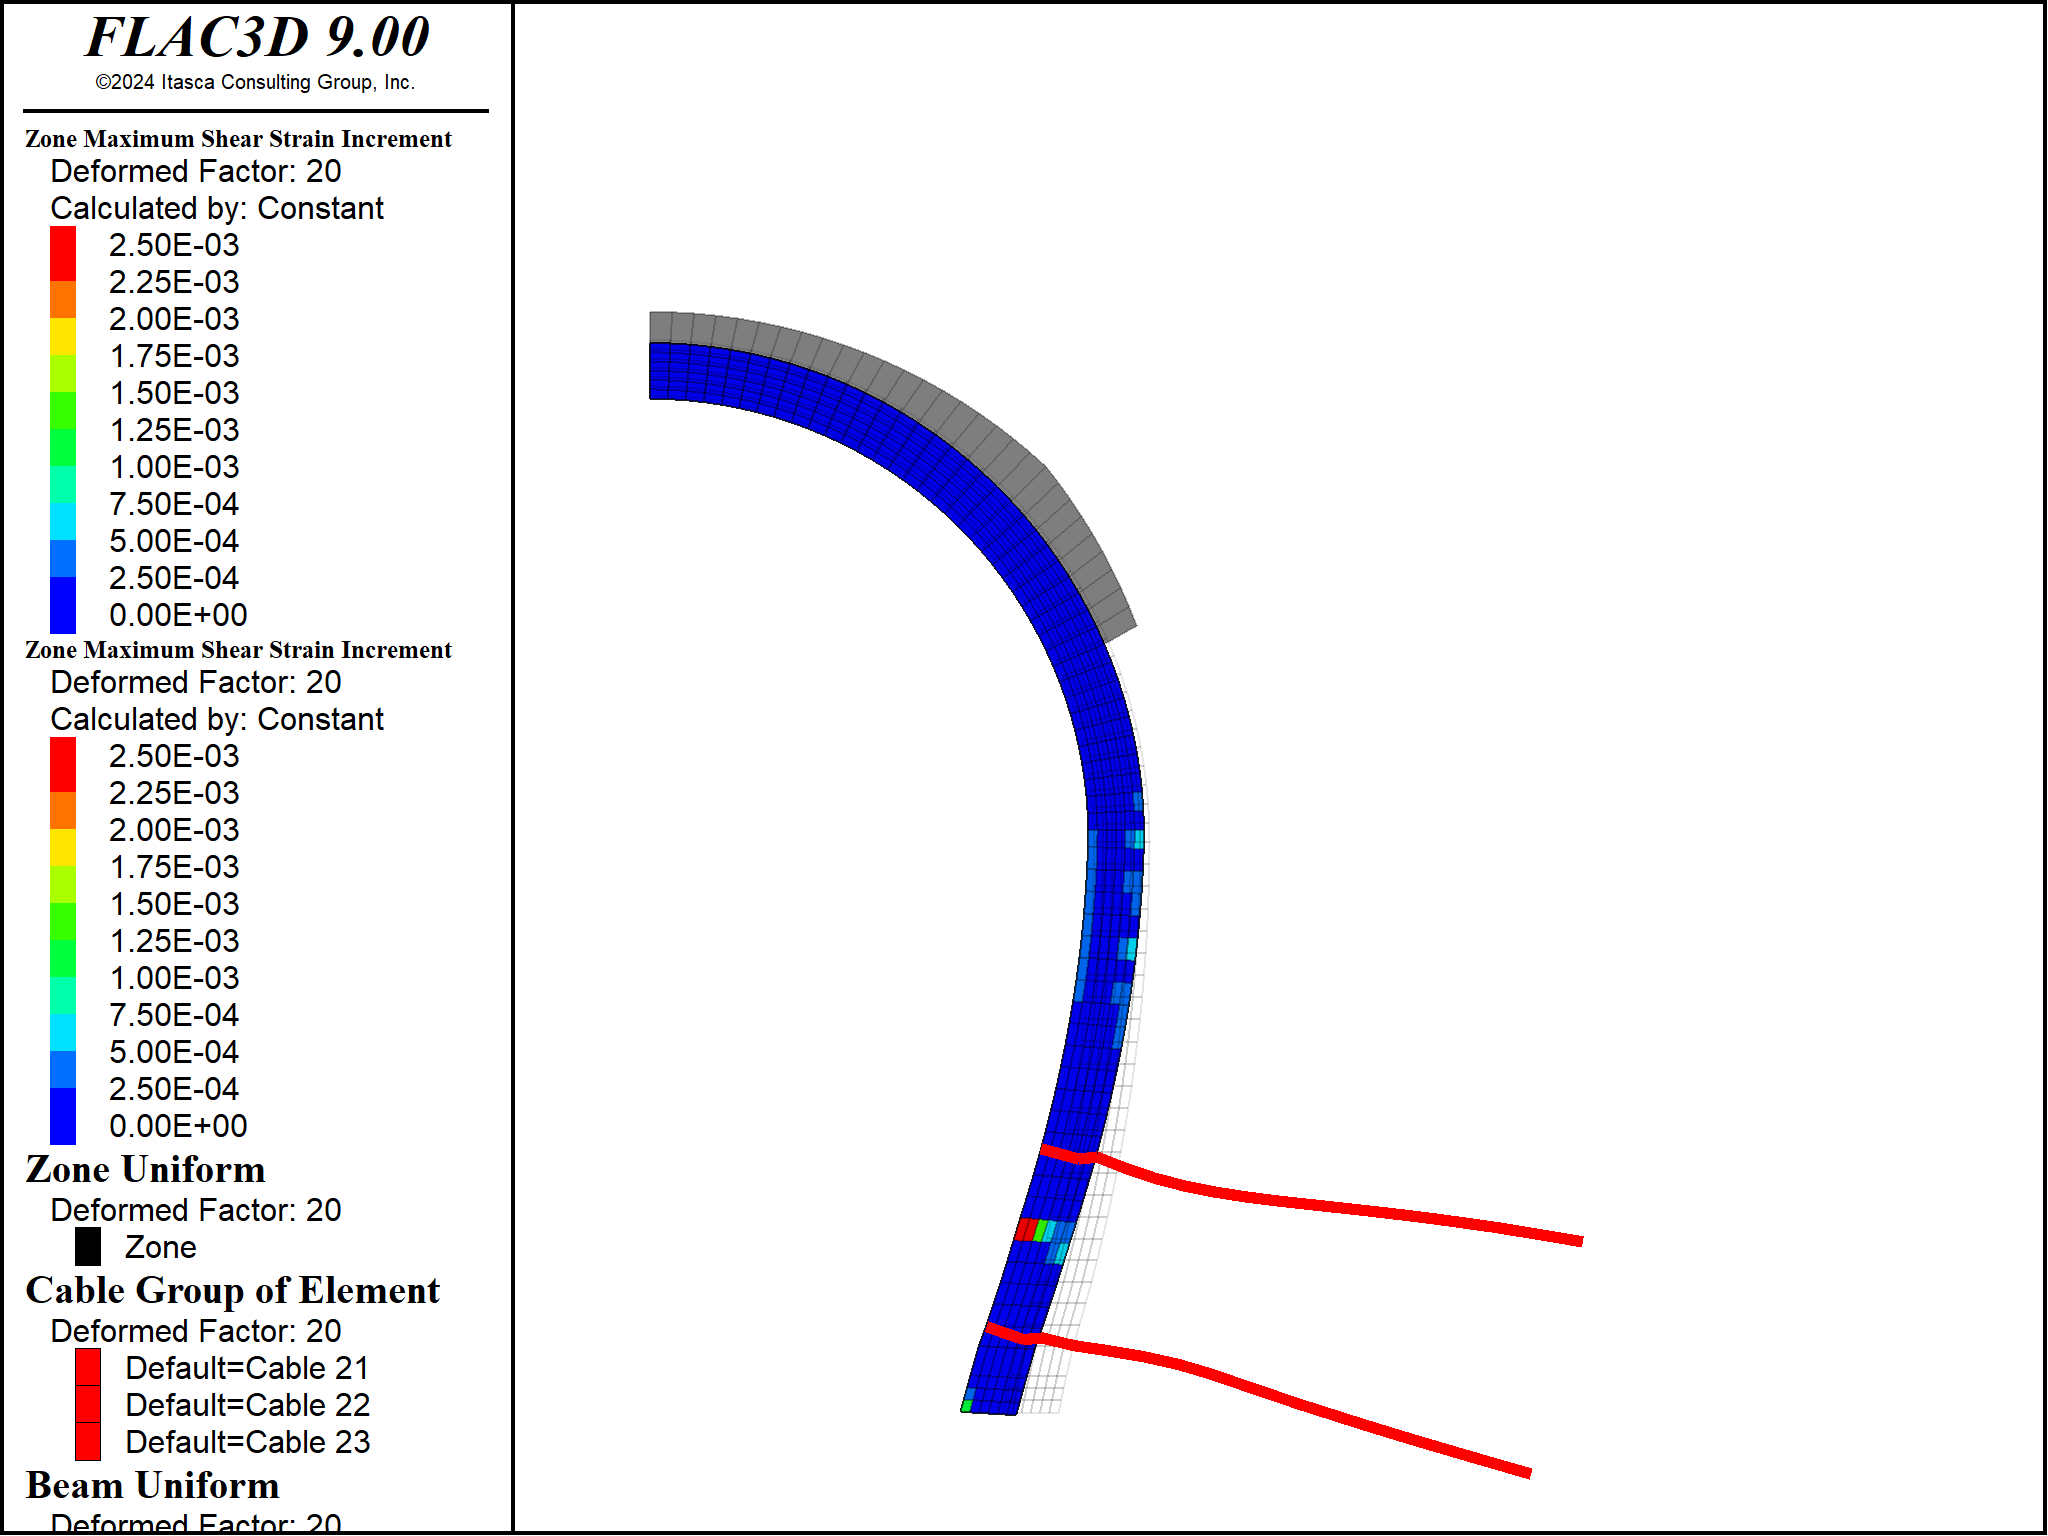 FLAC3D 9.00
©2024 Itasca Consulting Group, Inc.
Zone Maximum Shear Strain Increment
Deformed Factor: 20
Calculated by: Constant
2.50E-03
2.25E-03
2.00E-03
1.75E-03
1.50E-03
1.25E-03
1.00E-03
7.50E-04
5.00E-04
2.50E-04
0.00E+00
Zone Maximum Shear Strain Increment
Deformed Factor: 20
Calculated by: Constant
2.50E-03
2.25E-03
2.00E-03
1.75E-03
1.50E-03
1.25E-03
1.00E-03
7.50E-04
5.00E-04
2.50E-04
0.00E+00
Zone Uniform
Deformed Factor: 20
Zone
Cable Group of Element
Deformed Factor: 20
Default=Cable 21
Default=Cable 22
Default=Cable 23
Beam Uniform
Deformed Factor: 20